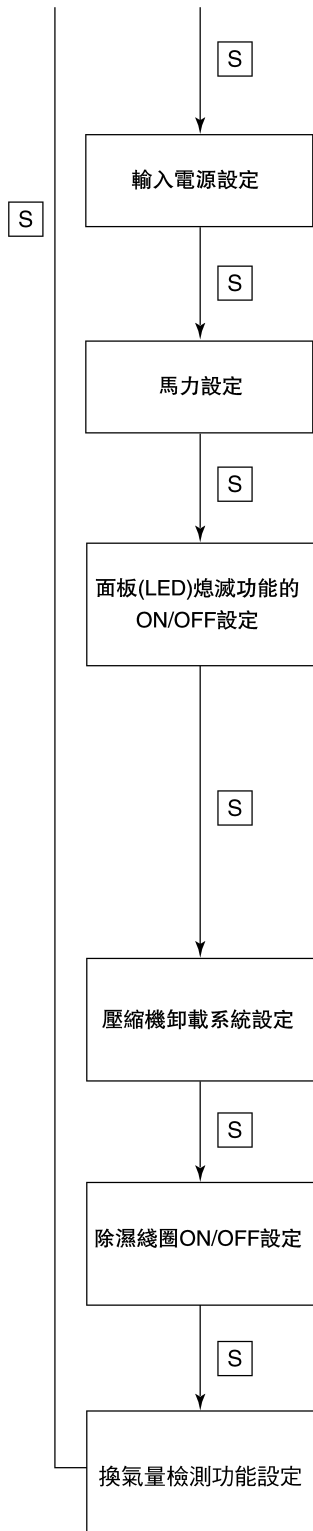 S
輸入電源設定
S
S
馬力設定
S
面板(LED)熄滅功能的
ON/OFF設定
S
壓縮機卸載系統設定
S
除濕綫圈ON/OFF設定
S
換氣量檢測功能設定